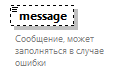 message
Сообщение, может
заполняться в случае
ошибки